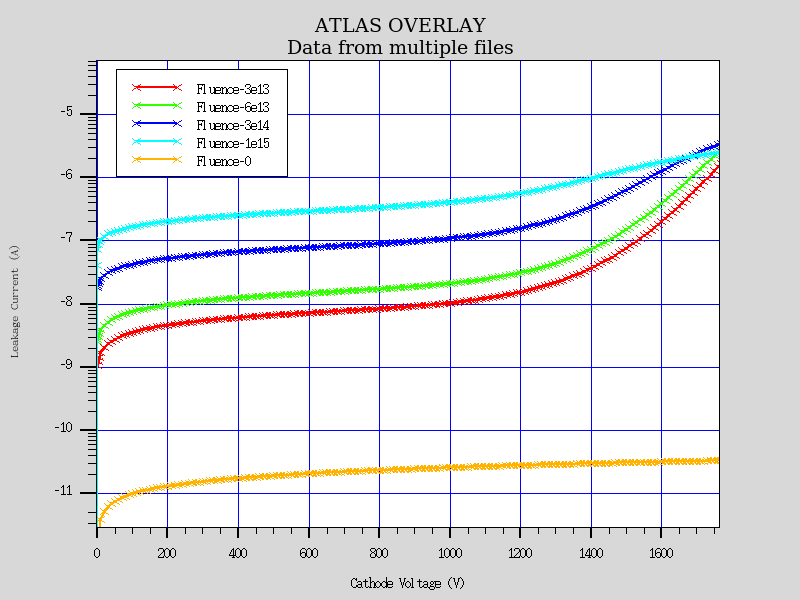 ATLAS OVERLAY
Data from multiple files
Fluence-3e13
Fluence-6e13
Fluence-3e14
Fluence-1e15
Fluence-0
Leakage Current (A)
-5
-6
-7
-8
-9
-10
-11
0 200 400 600 800 1000 1200 1400 1600
Cathode Voltage (V)